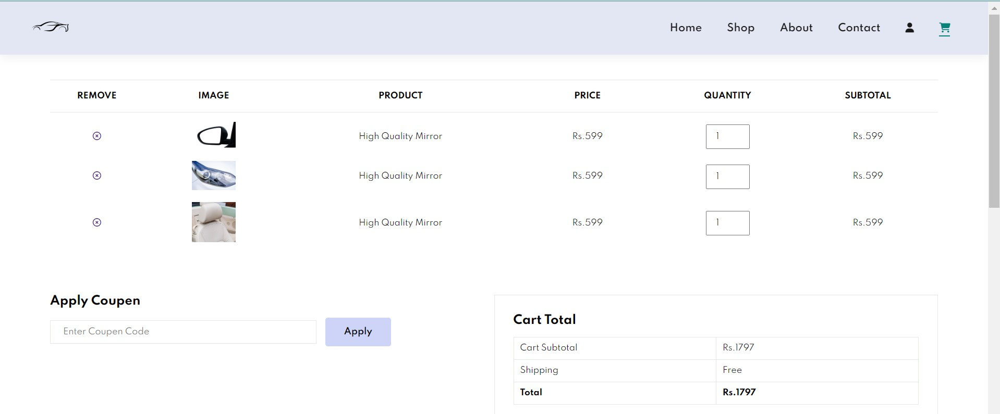 Home Shop About Contact
REMOVE IMAGE PRODUCT PRICE QUANTITY SUBTOTAL
High Quality Mirror Rs.599 1 Rs.599
High Quality Mirror Rs.599 1 Rs.599
High Quality Mirror Rs.599 1 Rs.599
Apply Coupen
Enter Coupen Code Apply
Cart Total
Cart Subtotal Rs.1797
Shipping Free
Total Rs.1797